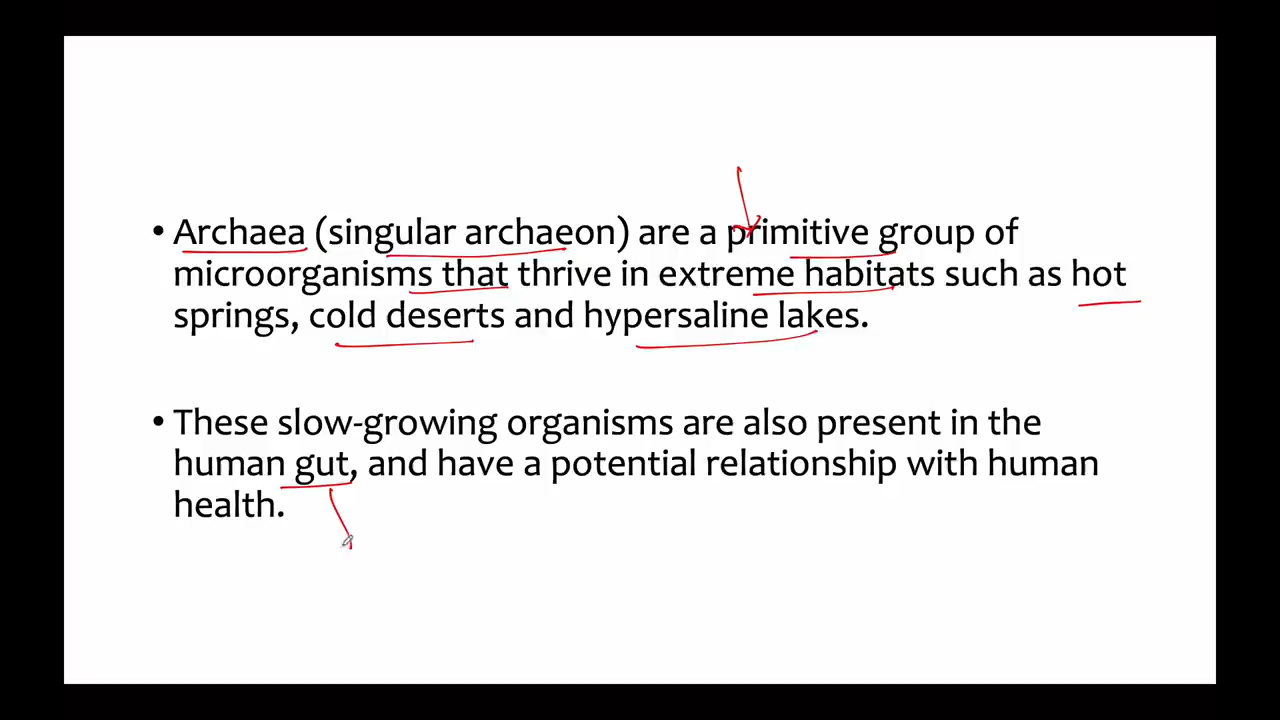 • Archaea (singular archaeon) are a primitive group of
microorganisms that thrive in extreme habitats such as hot
springs, cold deserts and hypersaline lakes.
• These slow-growing organisms are also present in the
human gut, and have a potential relationship with human
health.